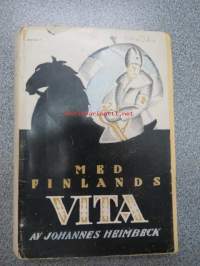 MED
FINLANDS
VITA
AV JOHANNES HEIMBECK